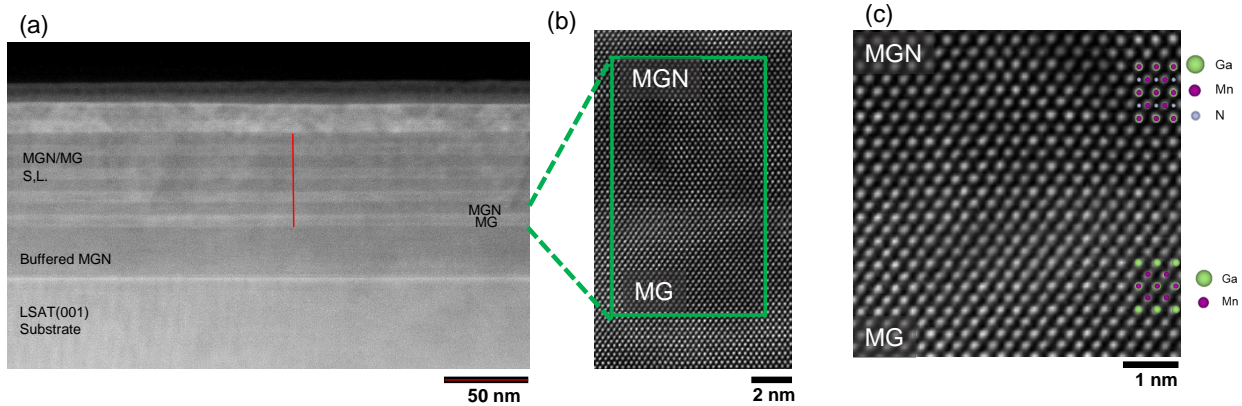 (a)
MGN/MG
S,L.
MGN
MG
Buffered MGN
LSAT(001)
Substrate
50 nm
(b)
MGN
MG
2 nm
(c)
MGN
Ga
Mn
N
Ga
Mn
MG
1 nm